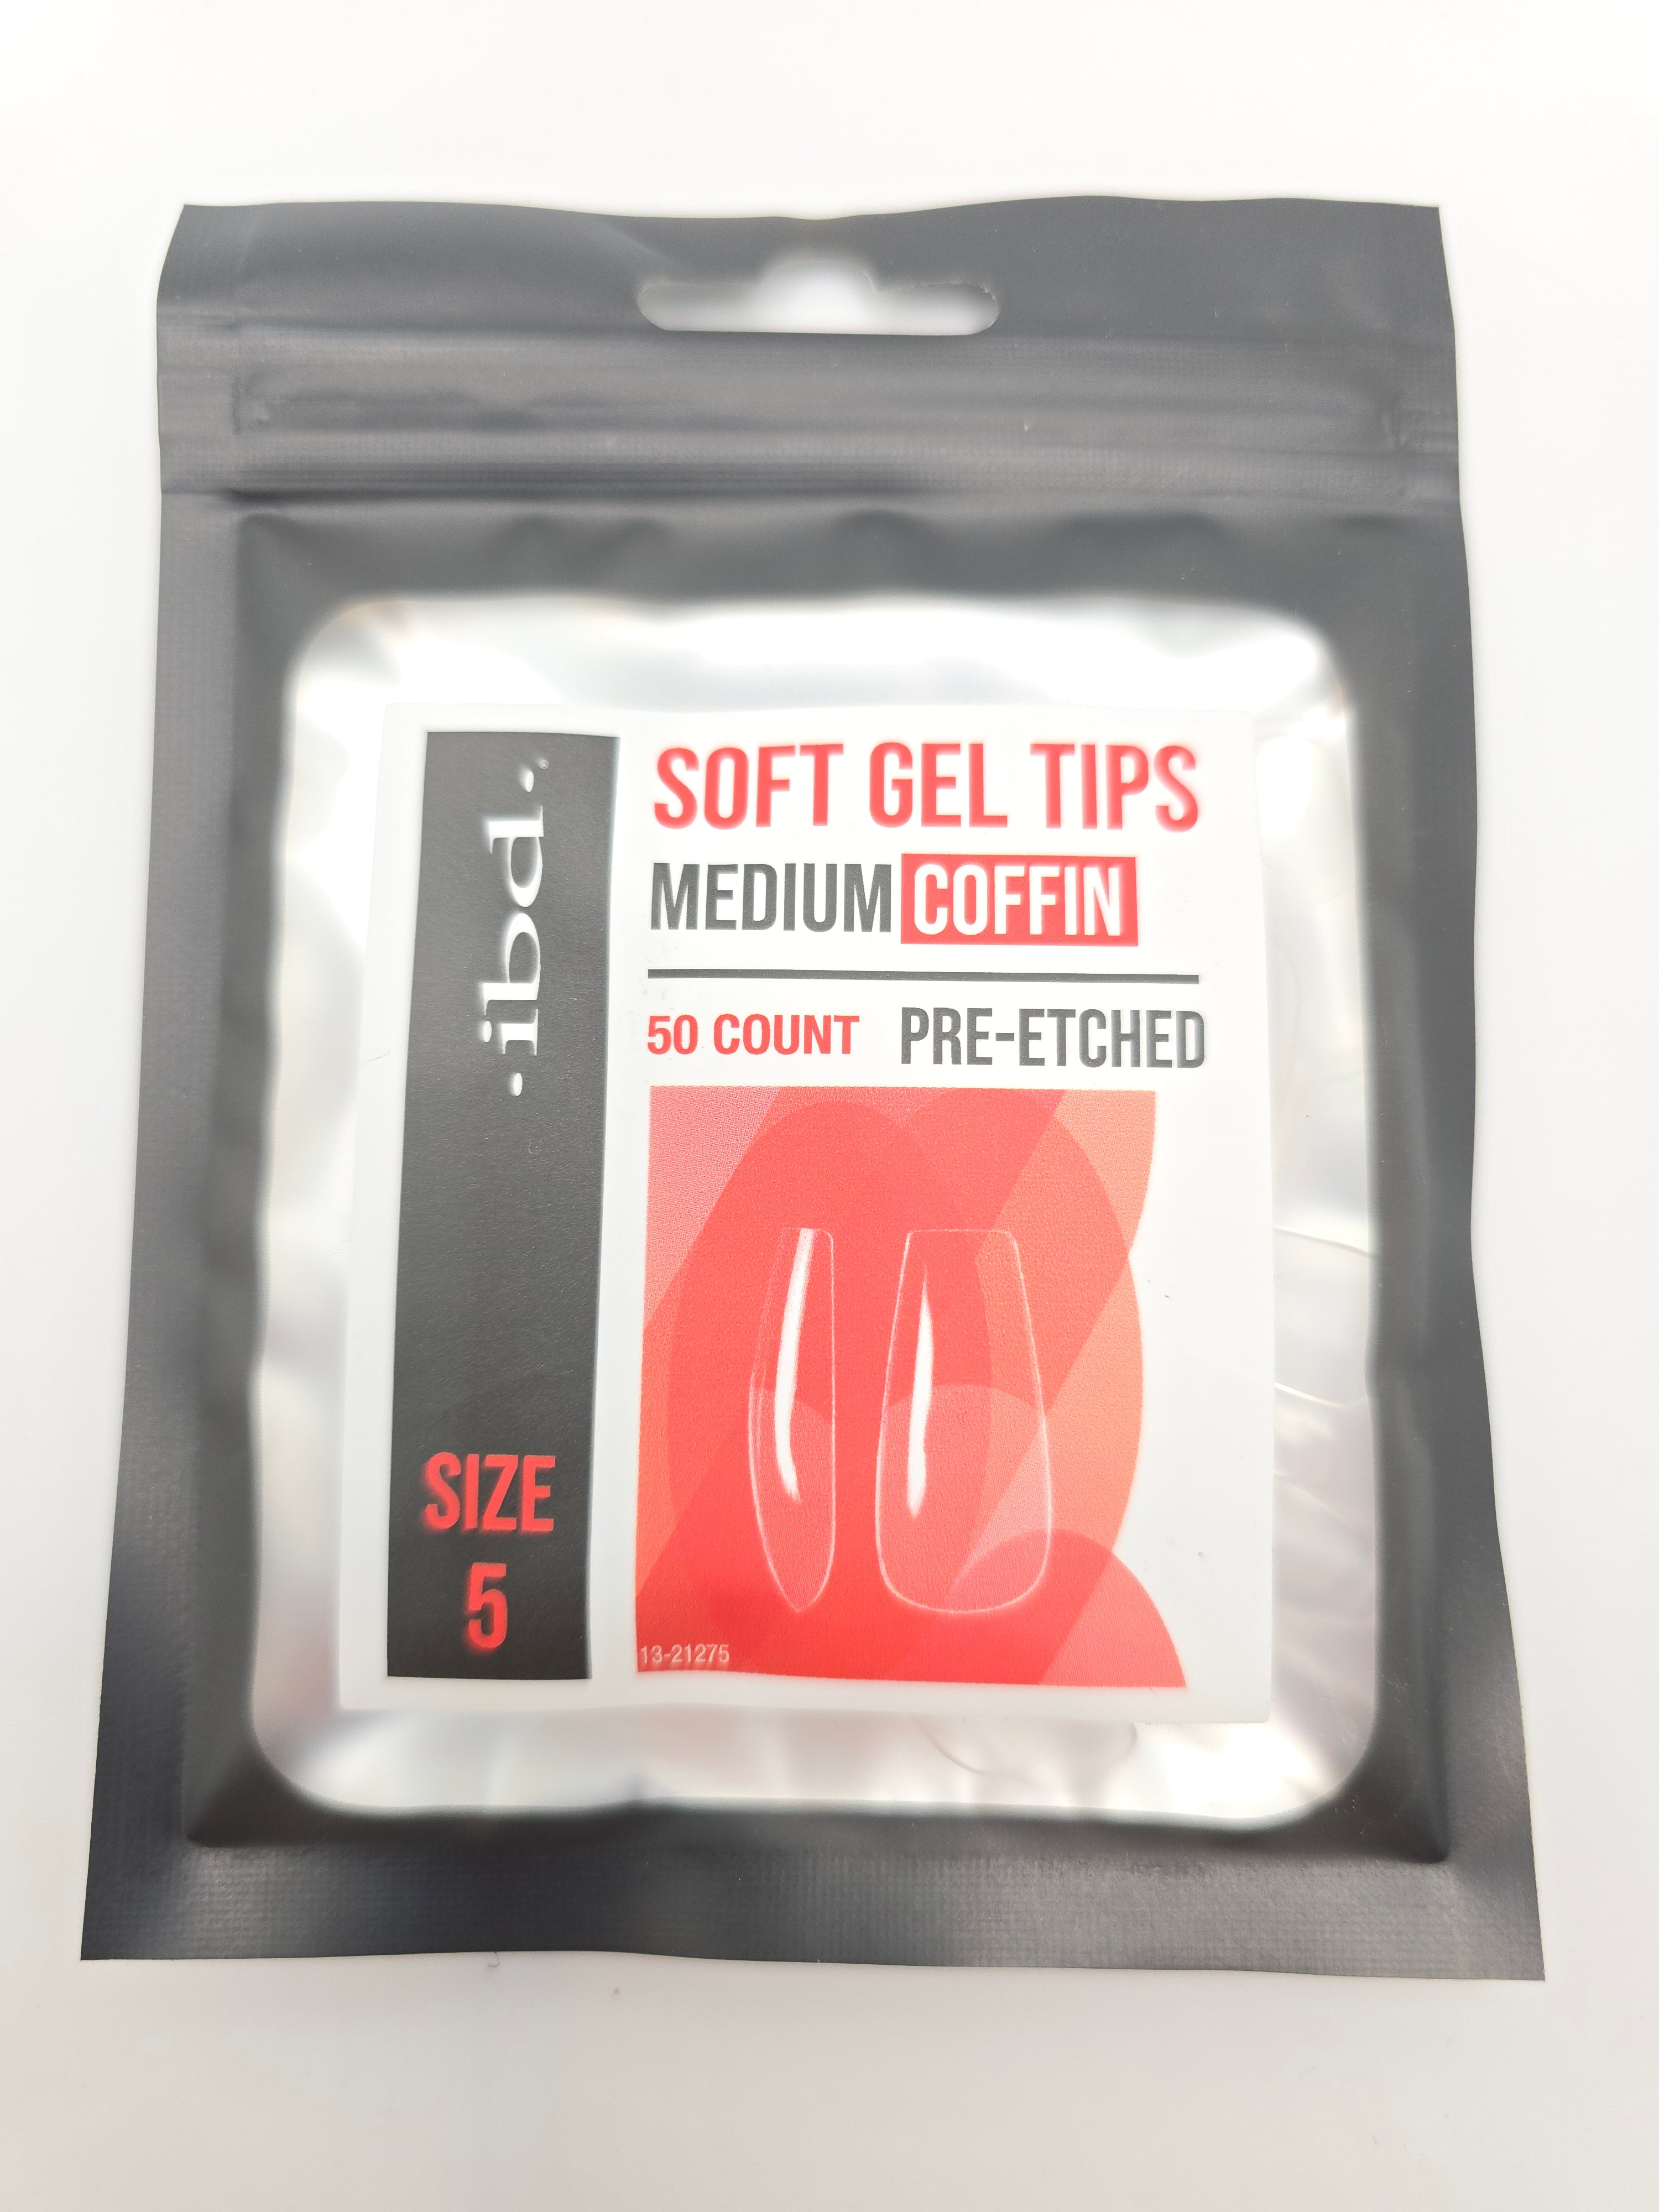 ·ibd·
SOFT GEL TIPS
MEDIUM COFFIN
50 COUNT PRE-ETCHED
SIZE
5
13-21275